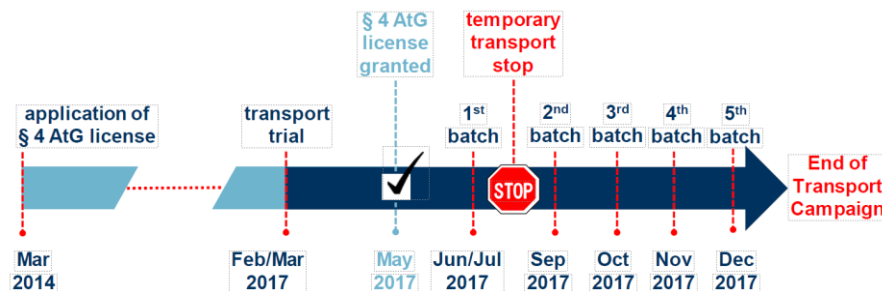 § 4 AtG
license
granted
temporary
transport
stop
application of
§ 4 AtG license
transport
trial
1st
batch
2nd
batch
3rd
batch
4th
batch
5th
batch
STOP
End of
Transport
Campaign
Mar
2014
Feb/Mar
2017
May
2017
Jun/Jul
2017
Sep
2017
Oct
2017
Nov
2017
Dec
2017